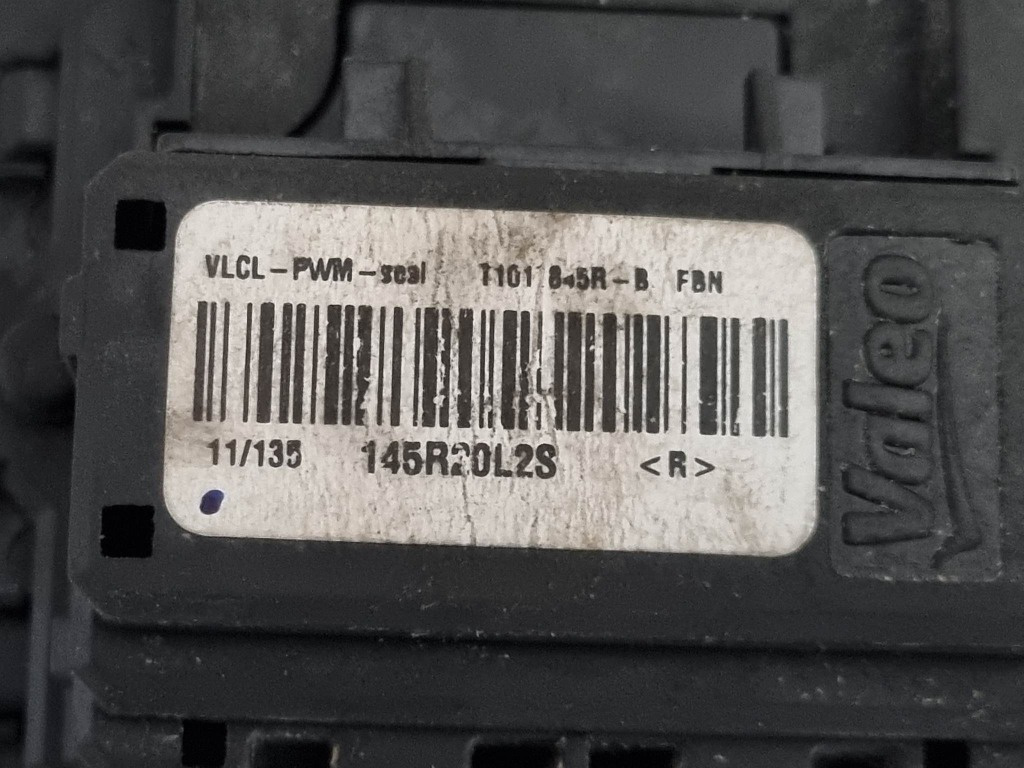 VLCL-PWM-seal T101 845R-B FBN
11/135 145R20L2S <R>
Valeo